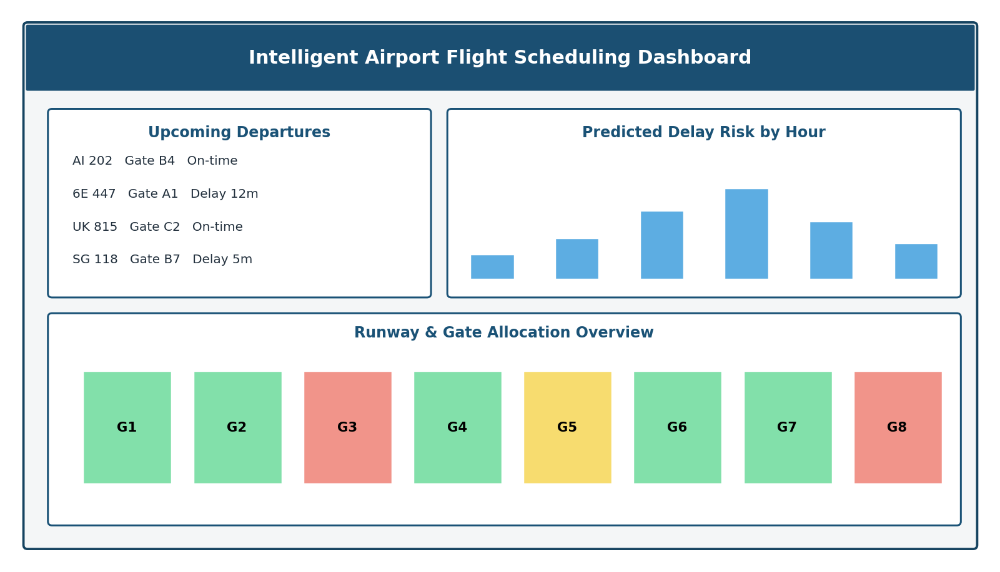 Intelligent Airport Flight Scheduling Dashboard
Upcoming Departures
AI 202 Gate B4 On-time
6E 447 Gate A1 Delay 12m
UK 815 Gate C2 On-time
SG 118 Gate B7 Delay 5m
Predicted Delay Risk by Hour
Runway & Gate Allocation Overview
G1 G2 G3 G4 G5 G6 G7 G8